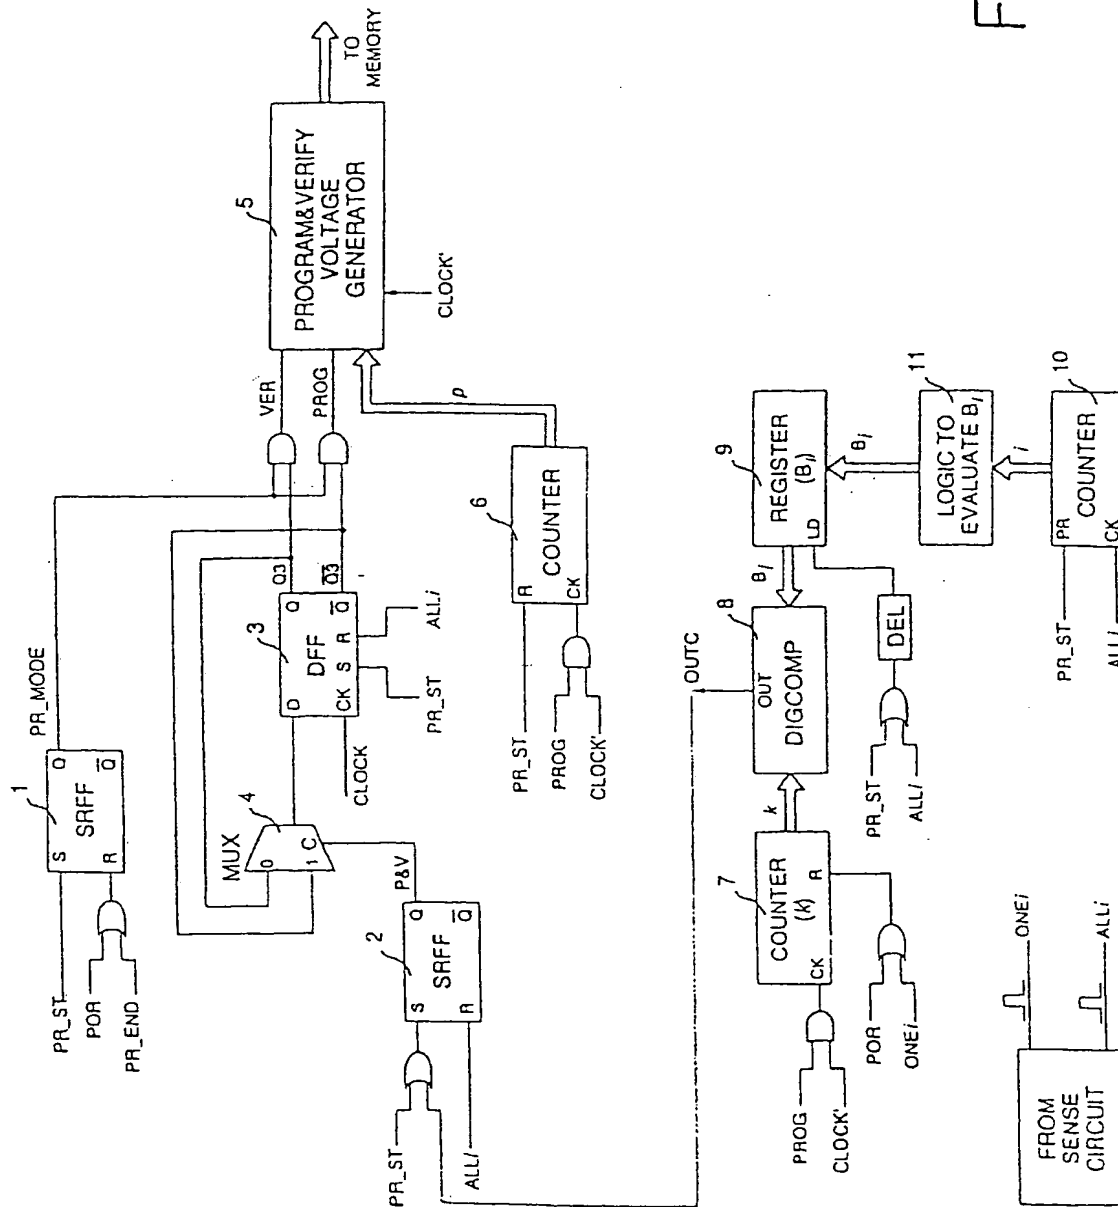 F
TO
MEMORY
5
PROGRAM&VERIFY
VOLTAGE
GENERATOR
CLOCK'
VER
PROG
p
PR_MODE
1
SRFF
S
R
Q
Q̅
PR_ST
POR
PR_END
MUX
4
0
1
C
3
DFF
D
CK
S
R
Q
Q̅
Q3
Q̅3̅
CLOCK
PR_ST
ALLi
P&V
2
SRFF
S
R
Q
Q̅
PR_ST
ALLi
6
COUNTER
R
CK
PR_ST
PROG
CLOCK'
OUTC
7
COUNTER
(k)
CK
R
PROG
CLOCK'
POR
ONEi
k
8
OUT
DIGCOMP
Bi
9
REGISTER
(Bi)
LD
DEL
PR_ST
ALLi
Bi
11
LOGIC TO
EVALUATE Bi
i
10
COUNTER
PR
CK
PR_ST
ALLi
FROM
SENSE
CIRCUIT
ONEi
ALLi